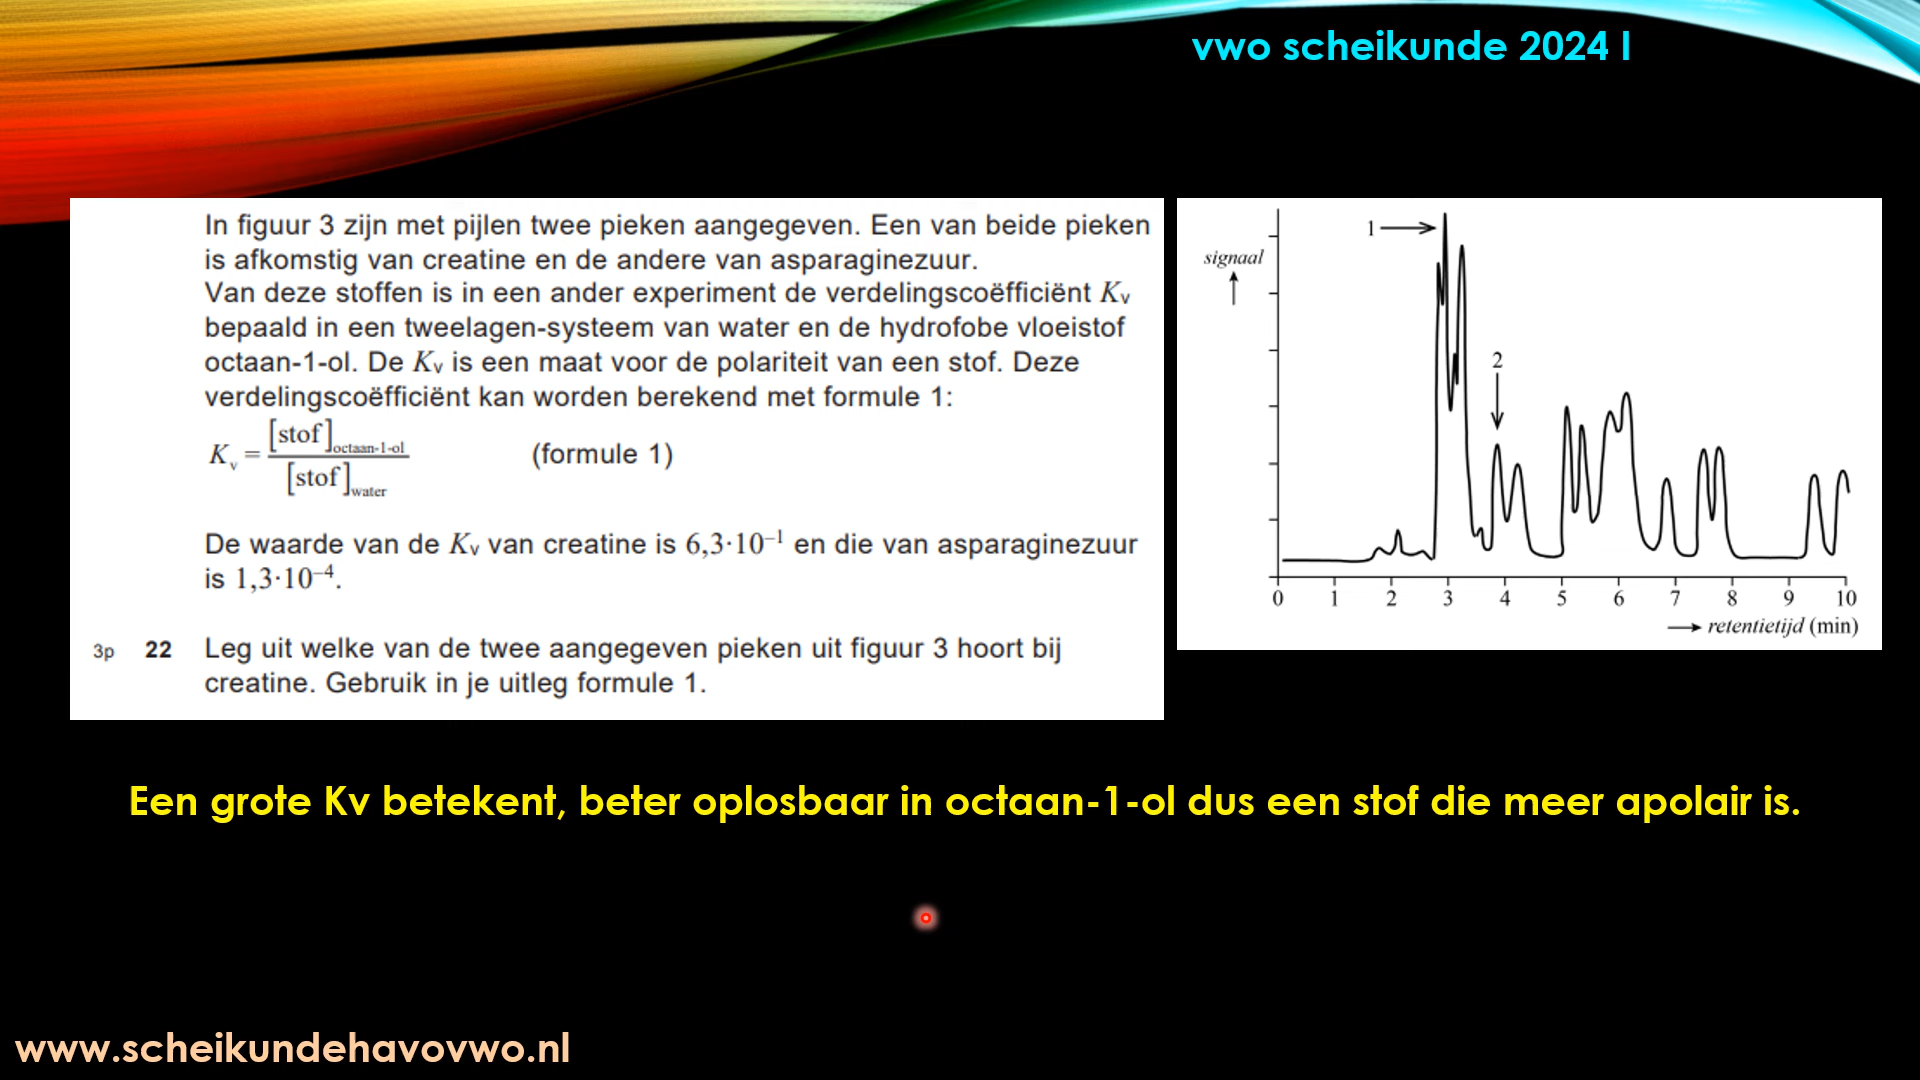 vwo scheikunde 2024 I
In figuur 3 zijn met pijlen twee pieken aangegeven. Een van beide pieken
is afkomstig van creatine en de andere van asparaginezuur.
Van deze stoffen is in een ander experiment de verdelingscoëfficiënt Kv
bepaald in een tweelagen-systeem van water en de hydrofobe vloeistof
octaan-1-ol. De Kv is een maat voor de polariteit van een stof. Deze
verdelingscoëfficiënt kan worden berekend met formule 1:
Kv = [stof]octaan-1-ol / [stof]water (formule 1)
De waarde van de Kv van creatine is 6,3·10⁻¹ en die van asparaginezuur
is 1,3·10⁻⁴.
3p 22 Leg uit welke van de twee aangegeven pieken uit figuur 3 hoort bij
creatine. Gebruik in je uitleg formule 1.
signaal
1
2
0 1 2 3 4 5 6 7 8 9 10
retentietijd (min)
Een grote Kv betekent, beter oplosbaar in octaan-1-ol dus een stof die meer apolair is.
www.scheikundehavovwo.nl